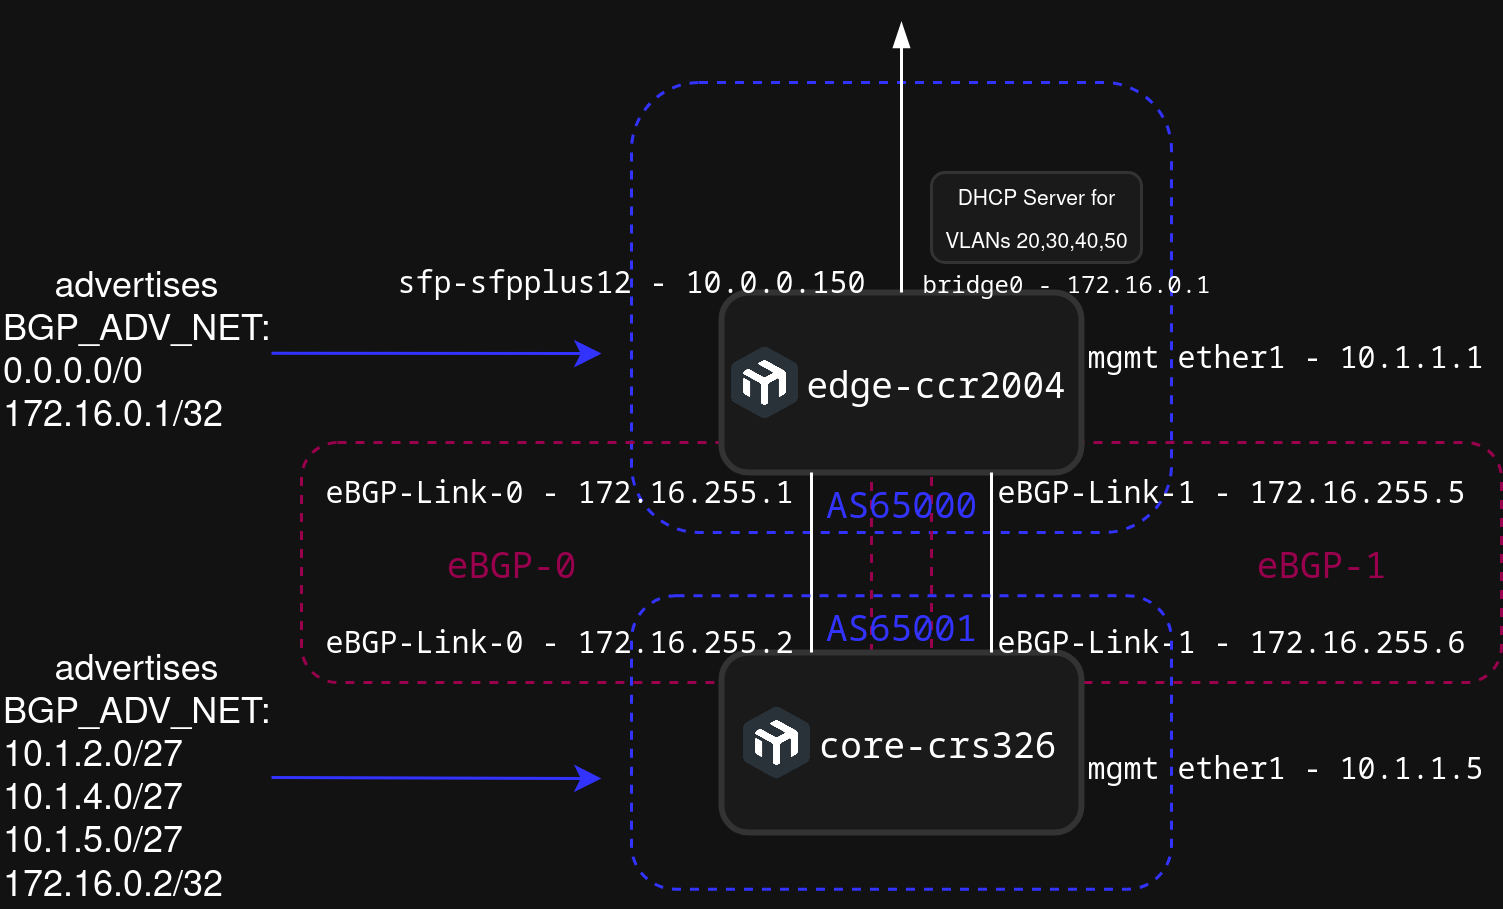 DHCP Server for
VLANs 20,30,40,50
sfp-sfpplus12 - 10.0.0.150
bridge0 - 172.16.0.1
advertises
BGP_ADV_NET:
0.0.0.0/0
172.16.0.1/32
edge-ccr2004
mgmt ether1 - 10.1.1.1
eBGP-Link-0 - 172.16.255.1
AS65000
eBGP-Link-1 - 172.16.255.5
eBGP-0
eBGP-1
eBGP-Link-0 - 172.16.255.2
AS65001
eBGP-Link-1 - 172.16.255.6
advertises
BGP_ADV_NET:
10.1.2.0/27
10.1.4.0/27
10.1.5.0/27
172.16.0.2/32
core-crs326
mgmt ether1 - 10.1.1.5